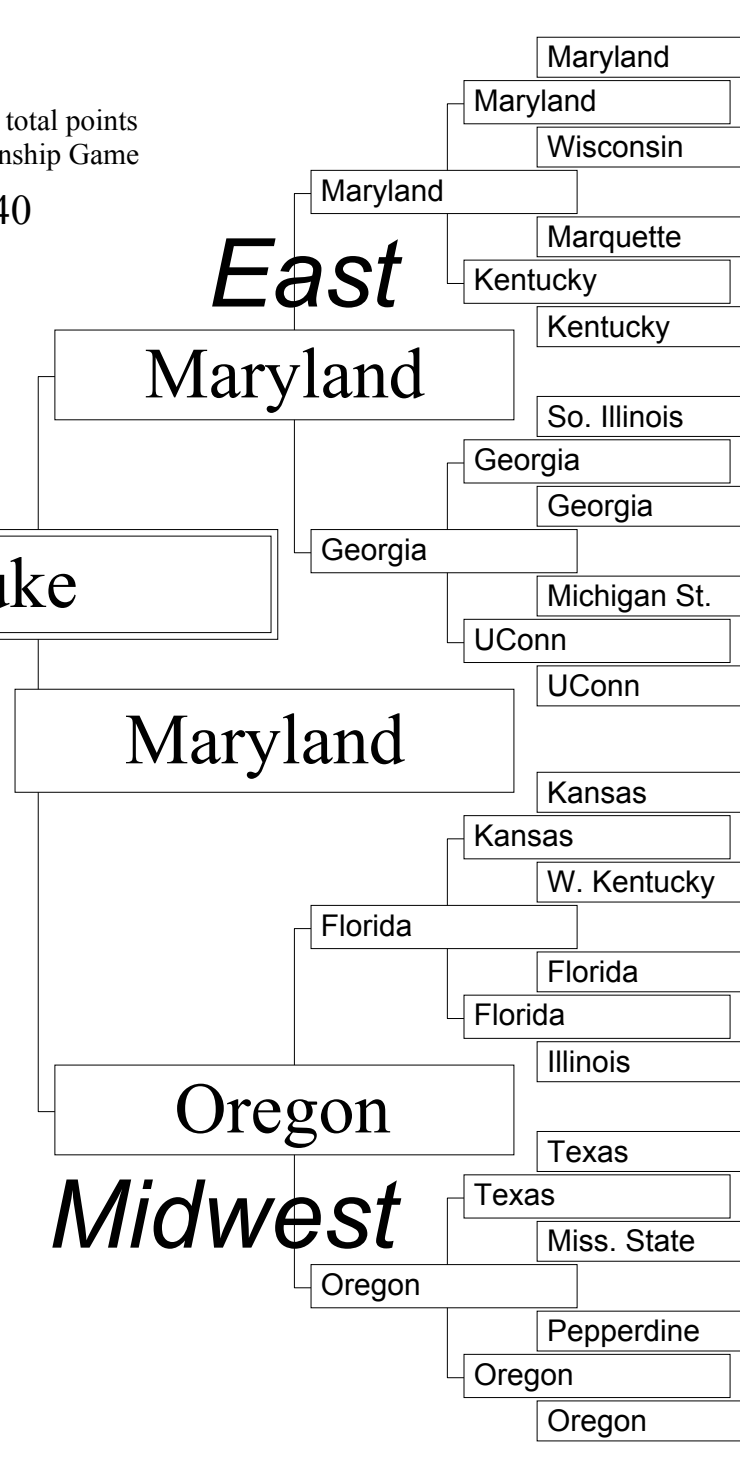 Maryland
total points
Maryland
nship Game
Wisconsin
Maryland
40
Marquette
East
Kentucky
Kentucky
Maryland
So. Illinois
Georgia
Georgia
Georgia
uke
Michigan St.
UConn
UConn
Maryland
Kansas
Kansas
W. Kentucky
Florida
Florida
Florida
Illinois
Oregon
Texas
Texas
Midwest
Miss. State
Oregon
Pepperdine
Oregon
Oregon